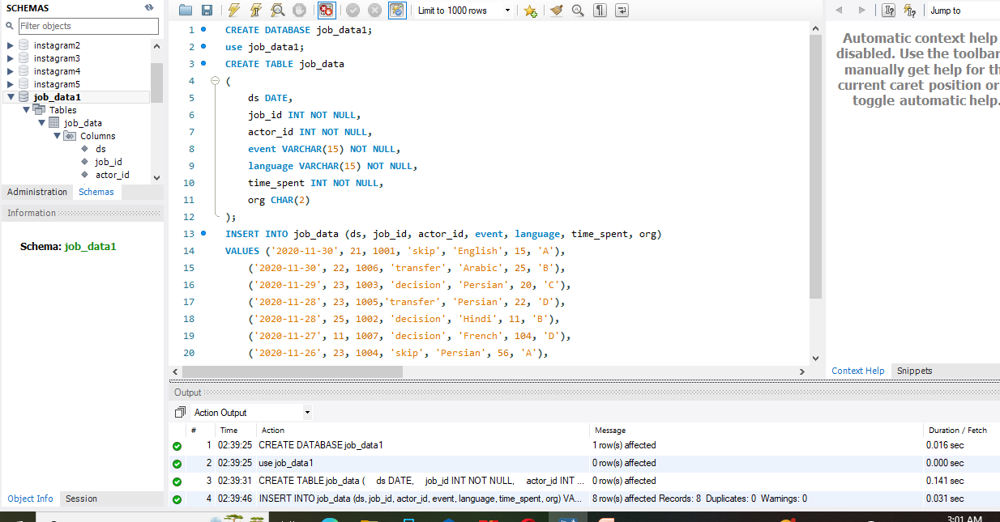 SCHEMAS
Filter objects
instagram2
instagram3
instagram4
instagram5
job_data1
Tables
job_data
Columns
ds
job_id
actor_id
Administration Schemas
Information
Schema: job_data1
Object Info Session
Limit to 1000 rows
1 CREATE DATABASE job_data1;
2 use job_data1;
3 CREATE TABLE job_data
4 (
5 ds DATE,
6 job_id INT NOT NULL,
7 actor_id INT NOT NULL,
8 event VARCHAR(15) NOT NULL,
9 language VARCHAR(15) NOT NULL,
10 time_spent INT NOT NULL,
11 org CHAR(2)
12 );
13 INSERT INTO job_data (ds, job_id, actor_id, event, language, time_spent, org)
14 VALUES ('2020-11-30', 21, 1001, 'skip', 'English', 15, 'A'),
15 ('2020-11-30', 22, 1006, 'transfer', 'Arabic', 25, 'B'),
16 ('2020-11-29', 23, 1003, 'decision', 'Persian', 20, 'C'),
17 ('2020-11-28', 23, 1005,'transfer', 'Persian', 22, 'D'),
18 ('2020-11-28', 25, 1002, 'decision', 'Hindi', 11, 'B'),
19 ('2020-11-27', 11, 1007, 'decision', 'French', 104, 'D'),
20 ('2020-11-26', 23, 1004, 'skip', 'Persian', 56, 'A'),
Jump to
Automatic context help
disabled. Use the toolbar
manually get help for th
current caret position or
toggle automatic help.
Context Help Snippets
Output
Action Output
# Time Action Message Duration / Fetch
1 02:39:25 CREATE DATABASE job_data1 1 row(s) affected 0.016 sec
2 02:39:25 use job_data1 0 row(s) affected 0.000 sec
3 02:39:31 CREATE TABLE job_data ( ds DATE, job_id INT NOT NULL, actor_id INT ... 0 row(s) affected 0.141 sec
4 02:39:46 INSERT INTO job_data (ds, job_id, actor_id, event, language, time_spent, org) VA... 8 row(s) affected Records: 8 Duplicates: 0 Warnings: 0 0.031 sec
3:01 AM